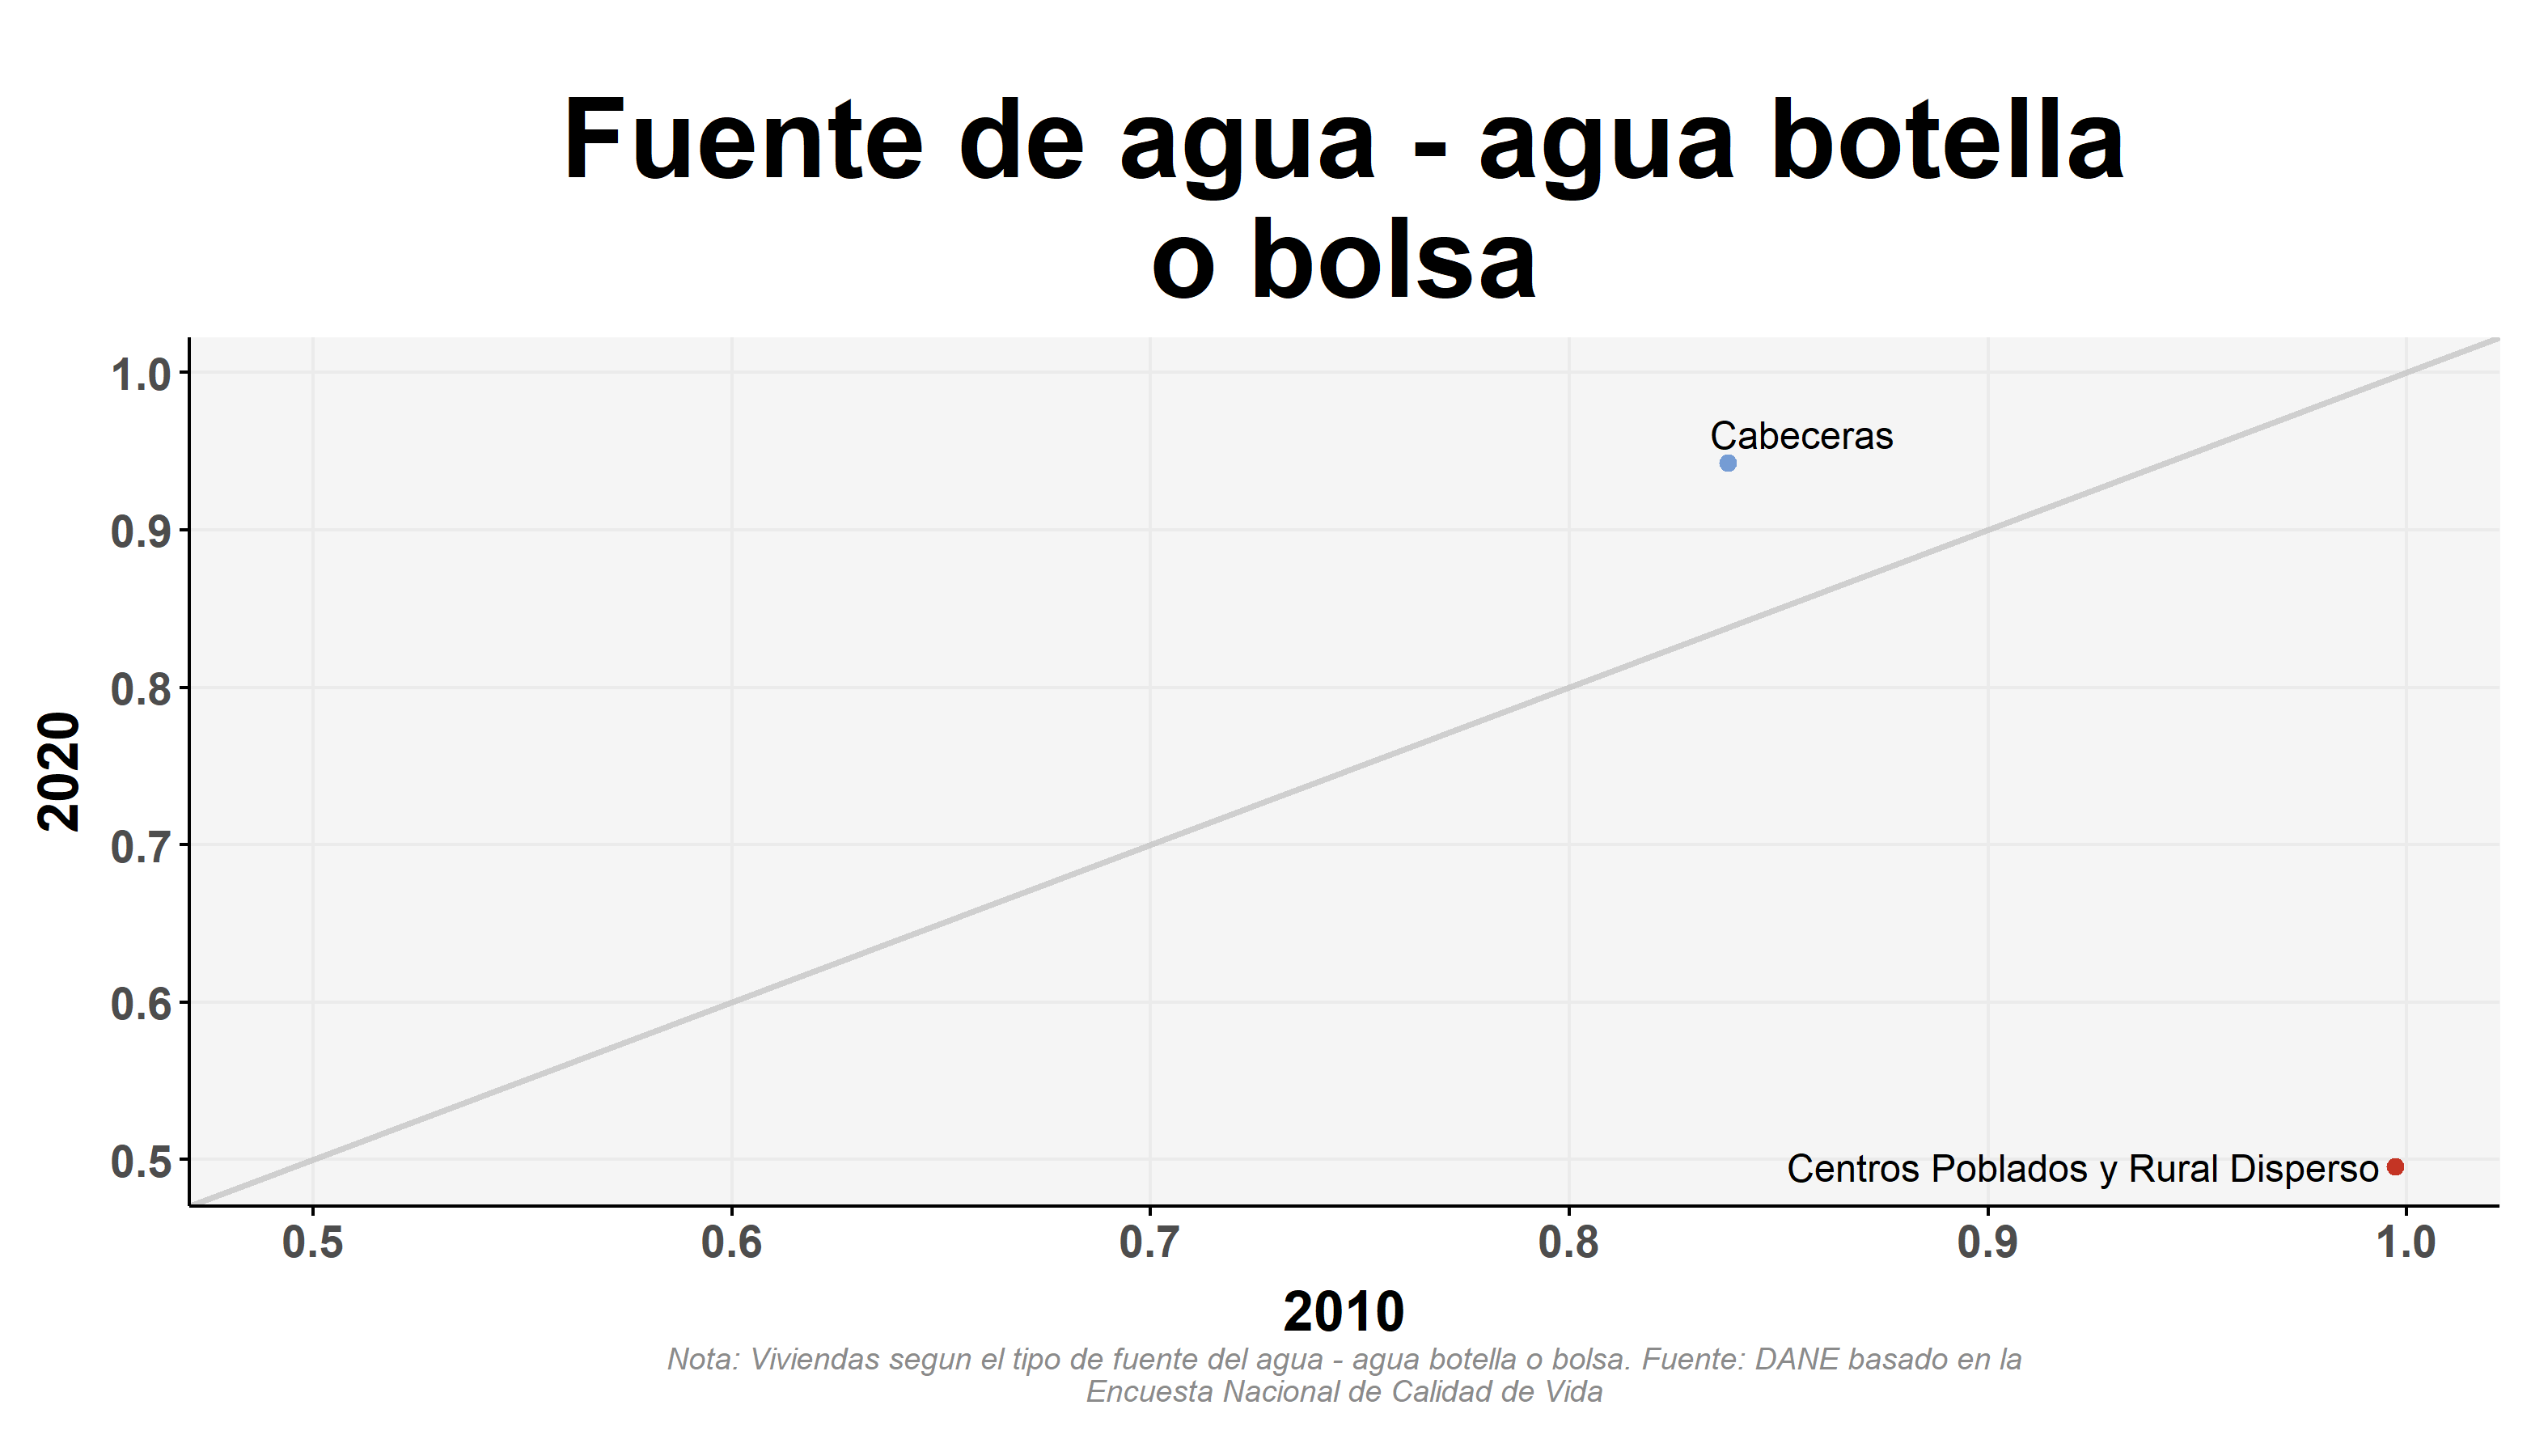 Fuente de agua - agua botella
o bolsa
1.0
Cabeceras
0.9
0.8
2020
0.7
0.6
0.5
Centros Poblados y Rural Disperso
0.5 0.6 0.7 0.8 0.9 1.0
2010
Nota: Viviendas segun el tipo de fuente del agua - agua botella o bolsa. Fuente: DANE basado en la
Encuesta Nacional de Calidad de Vida